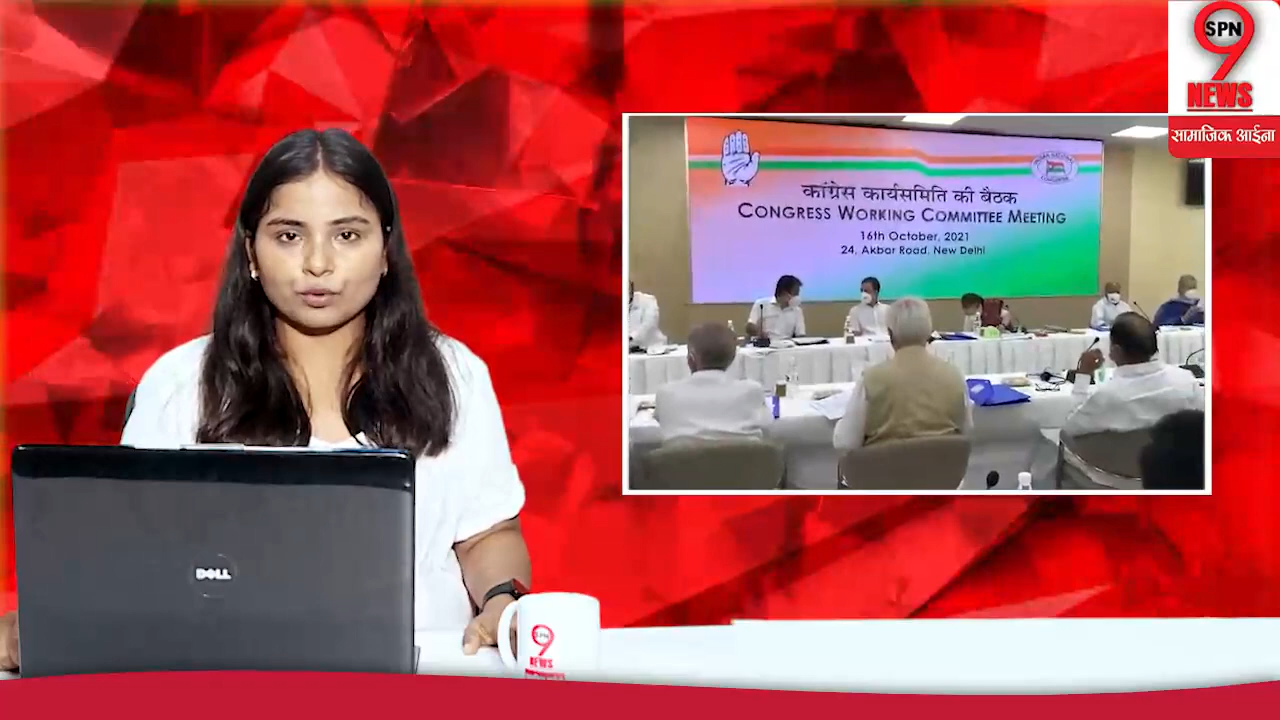 SPN
9
NEWS
सामाजिक आईना
कांग्रेस कार्यसमिति की बैठक
CONGRESS WORKING COMMITTEE MEETING
16th October, 2021
24, Akbar Road, New Delhi
DELL
SPN
9
NEWS